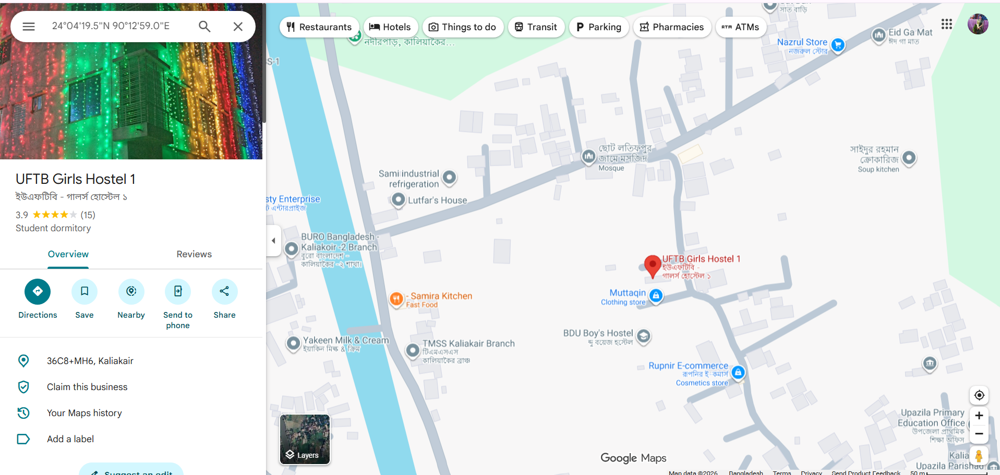 24°04'19.5"N 90°12'59.0"E
Restaurants
Hotels
Things to do
Transit
Parking
Pharmacies
ATMs
UFTB Girls Hostel 1
ইউএফটিবি - গার্লস হোস্টেল ১
3.9
(15)
Student dormitory
Overview
Reviews
Directions
Save
Nearby
Send to
phone
Share
36C8+MH6, Kaliakair
Claim this business
Your Maps history
Add a label
Suggest an edit
সাত বাড়ি
নদীরপাড়, কালিয়াকৈর...
S-1
Nazrul Store
নজরুল স্টোর
Eid Ga Mat
ঈদ গা মাত
ছোট লতিফপুর
জামে মসজিদ
Mosque
সাইদুর রহমান
ক্রোকারিজ
Soup kitchen
Sami industrial
refrigeration
Lutfar's House
sty Enterprise
ট এন্টারপ্রাইজ
BURO Bangladesh -
Kaliakoir -2 Branch
বুরো বাংলাদেশ -
কালিয়াকৈর -২ শাখা।
UFTB Girls Hostel 1
ইউএফটিবি -
গালর্স হোস্টেল ১
Muttaqin
Clothing store
- Samira Kitchen
Fast Food
BDU Boy's Hostel
বদু বয়েজ হস্টেল
Yakeen Milk & Cream
ইয়াকিন মিল্ক & ক্রিম
TMSS Kaliakair Branch
টিএমএসএস
কালিয়াকৈর ব্রাঞ্চ
Rupnir E-commerce
রূপনির ই-কমার্স
Cosmetics store
Upazila Primary
Education Office
উপজেলা প্রাথমিক
শিক্ষা অফিস
Kalia
Upazila Parishad
Layers
Google Maps
Map data ©2026
Bangladesh
Terms
Privacy
Send Product Feedback
50 m